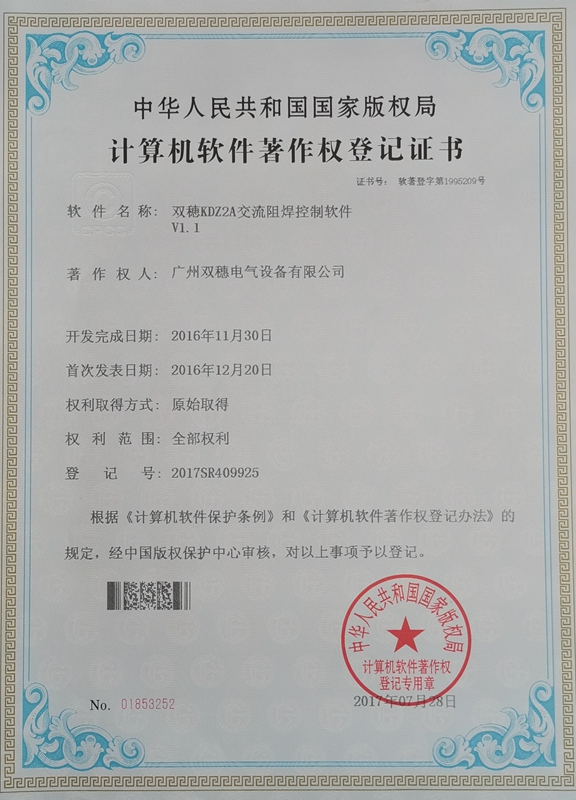 中华人民共和国国家版权局
计算机软件著作权登记证书
证书号： 软著登字第1995209号
软件名称： 双穗KDZ2A交流阻焊控制软件
V1.1
著作权人： 广州双穗电气设备有限公司
开发完成日期： 2016年11月30日
首次发表日期： 2016年12月20日
权利取得方式： 原始取得
权利范围： 全部权利
登记号： 2017SR409925
根据《计算机软件保护条例》和《计算机软件著作权登记办法》的
规定，经中国版权保护中心审核，对以上事项予以登记。
中华人民共和国国家版权局
计算机软件著作权
登记专用章
No. 01853252
2017年07月28日